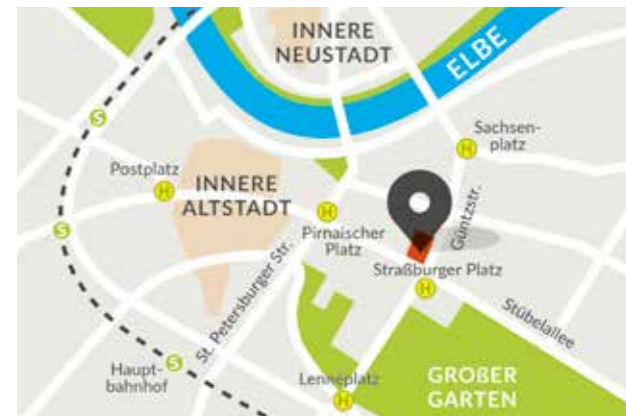 INNERE
NEUSTADT
ELBE
Sachsen-
platz
S
H
Postplatz
H
INNERE
ALTSTADT
H
Pirnaischer
Platz
Güntzstr.
S
Straßburger Platz
H
St. Petersburger Str.
Stübelallee
Haupt-
bahnhof
S
Lennéplatz
H
GROßER
GARTEN